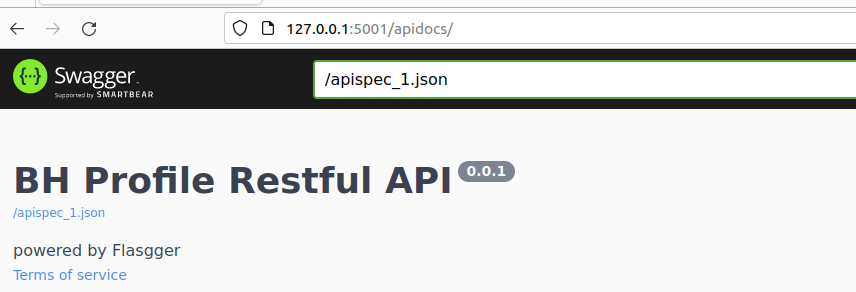 127.0.0.1:5001/apidocs/
{···} Swagger.
Supported by SMARTBEAR
/apispec_1.json
BH Profile Restful API 0.0.1
/apispec_1.json
powered by Flasgger
Terms of service